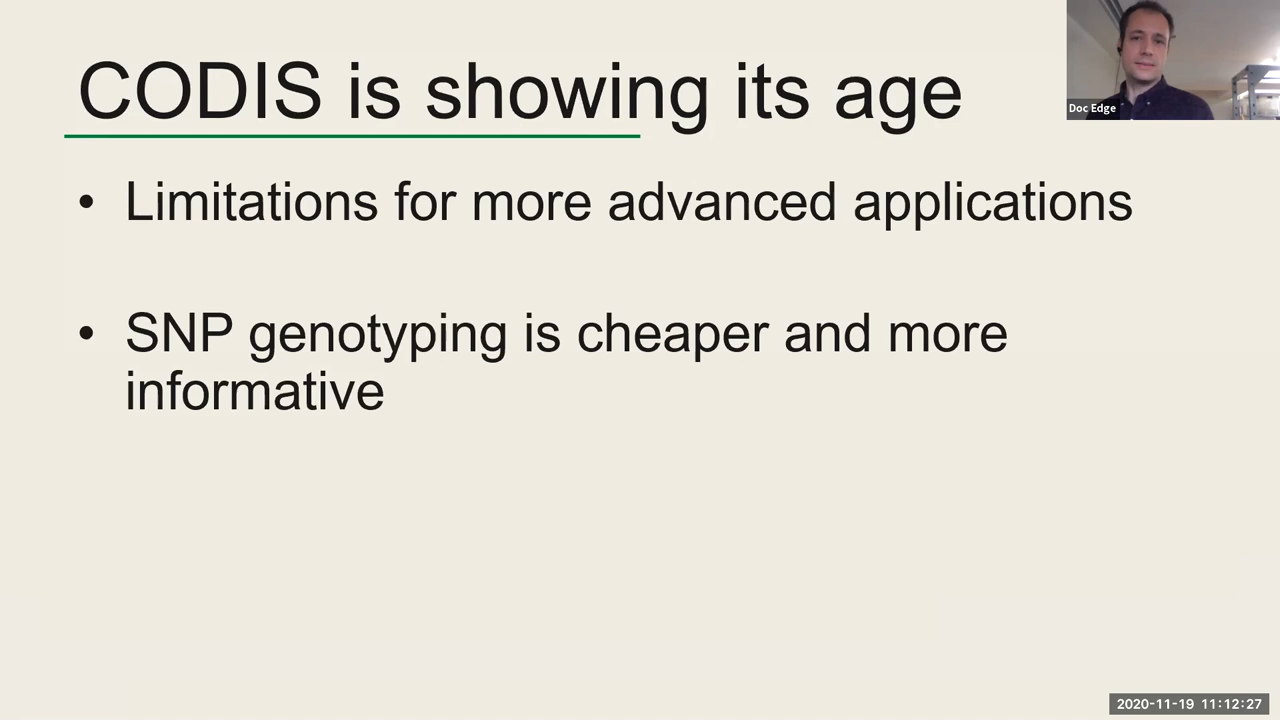 CODIS is showing its age
Doc Edge
• Limitations for more advanced applications
• SNP genotyping is cheaper and more
informative
2020-11-19 11:12:27